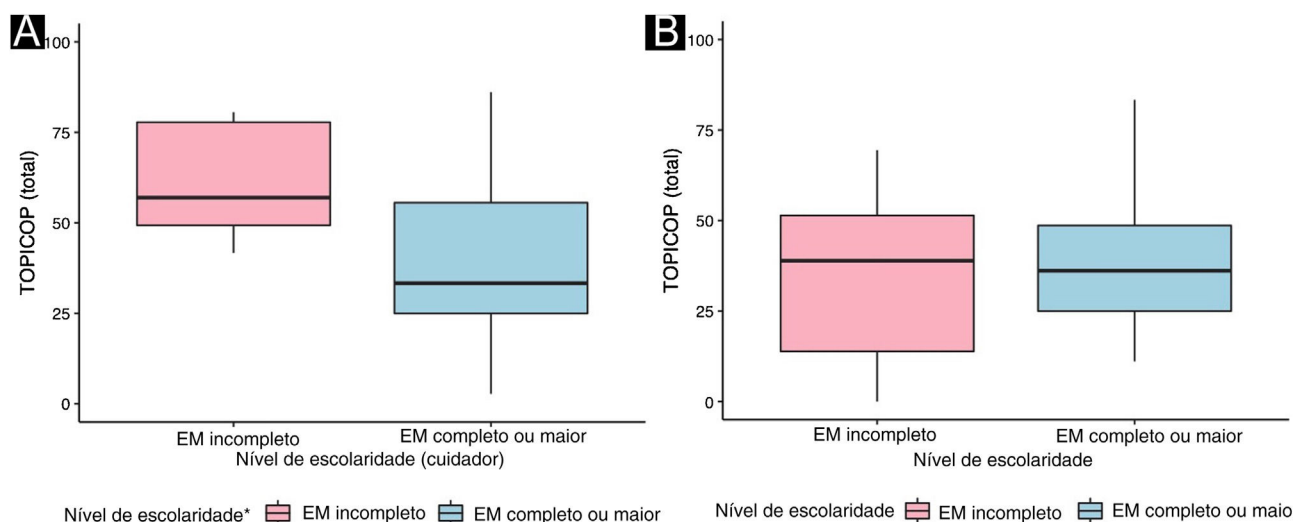 A
100
75
50
25
0
TOPICOP (total)
EM incompleto
EM completo ou maior
Nível de escolaridade (cuidador)
Nível de escolaridade* EM incompleto EM completo ou maior
B
100
75
50
25
0
TOPICOP (total)
EM incompleto
EM completo ou maior
Nível de escolaridade
Nível de escolaridade EM incompleto EM completo ou maio